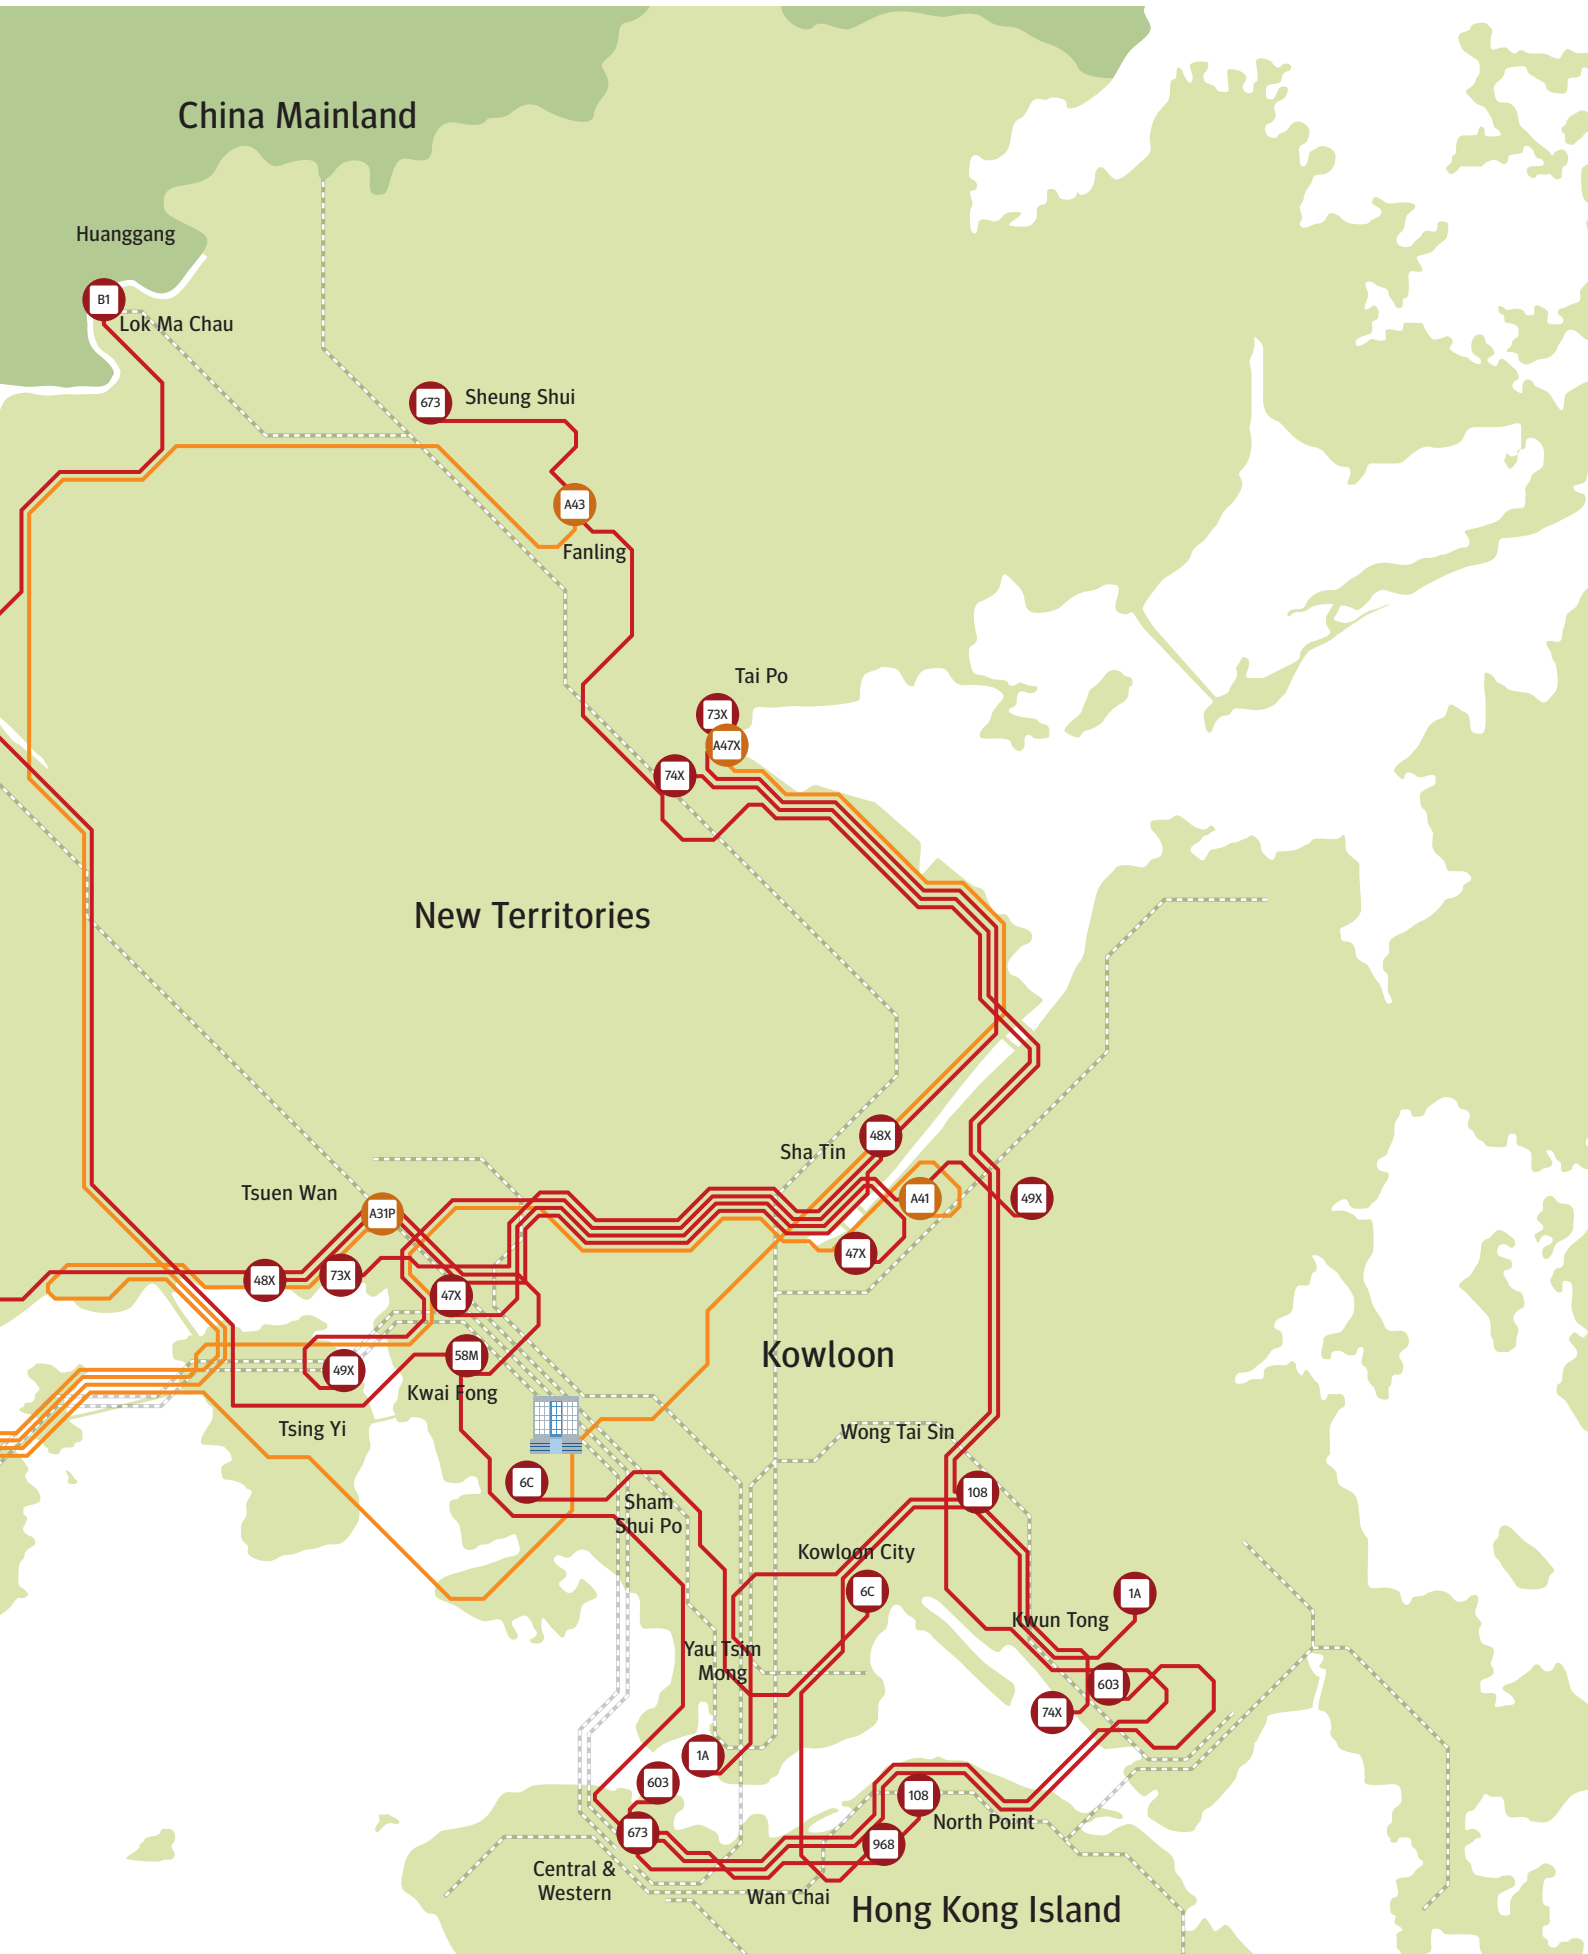 China Mainland
Huanggang
B1
Lok Ma Chau
673
Sheung Shui
A43
Fanling
Tai Po
73X
A47X
74X
New Territories
48X
Sha Tin
Tsuen Wan
A31P
A41
49X
47X
48X
73X
47X
58M
49X
Kwai Fong
Kowloon
Tsing Yi
Wong Tai Sin
6C
108
Sham
Shui Po
Kowloon City
6C
1A
Kwun Tong
Yau Tsim
Mong
603
74X
1A
603
108
North Point
673
968
Central &
Western
Wan Chai
Hong Kong Island